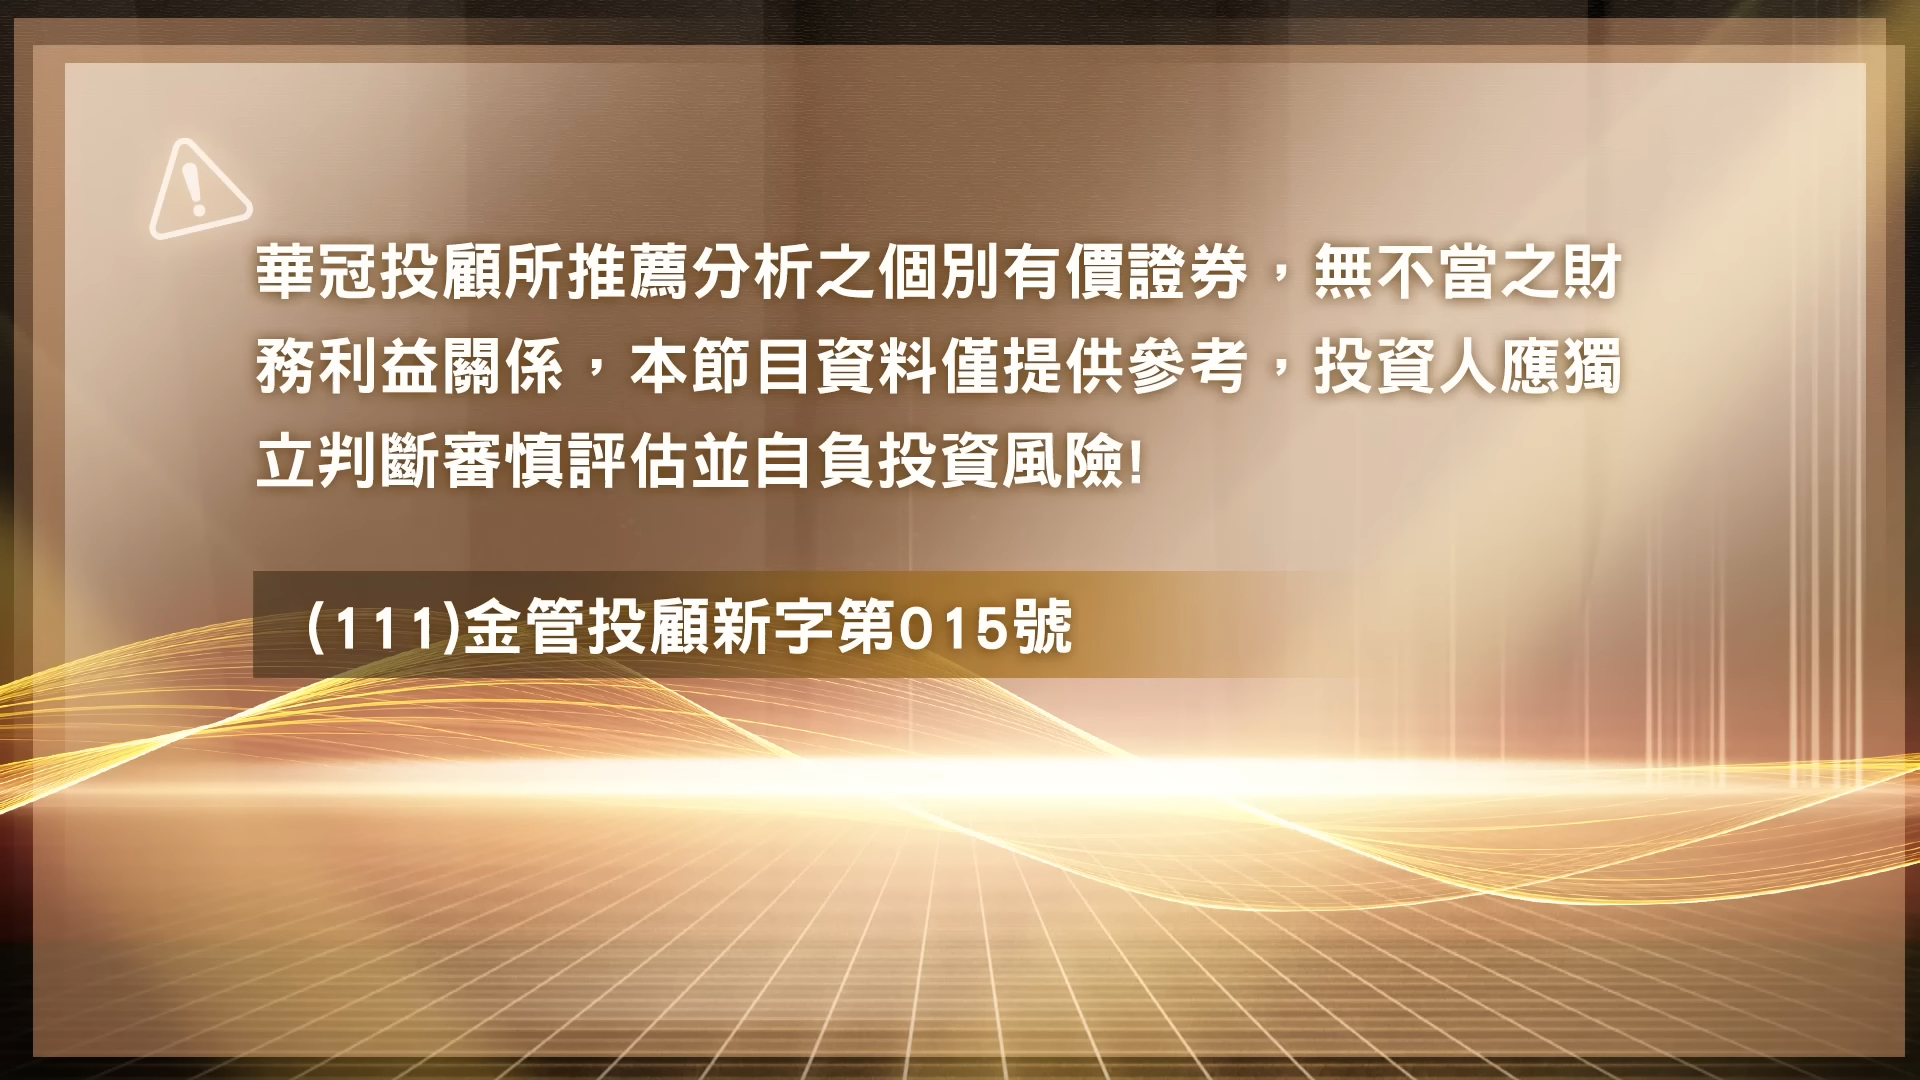 華冠投顧所推薦分析之個別有價證券，無不當之財
務利益關係，本節目資料僅提供參考，投資人應獨
立判斷審慎評估並自負投資風險!
(111)金管投顧新字第015號